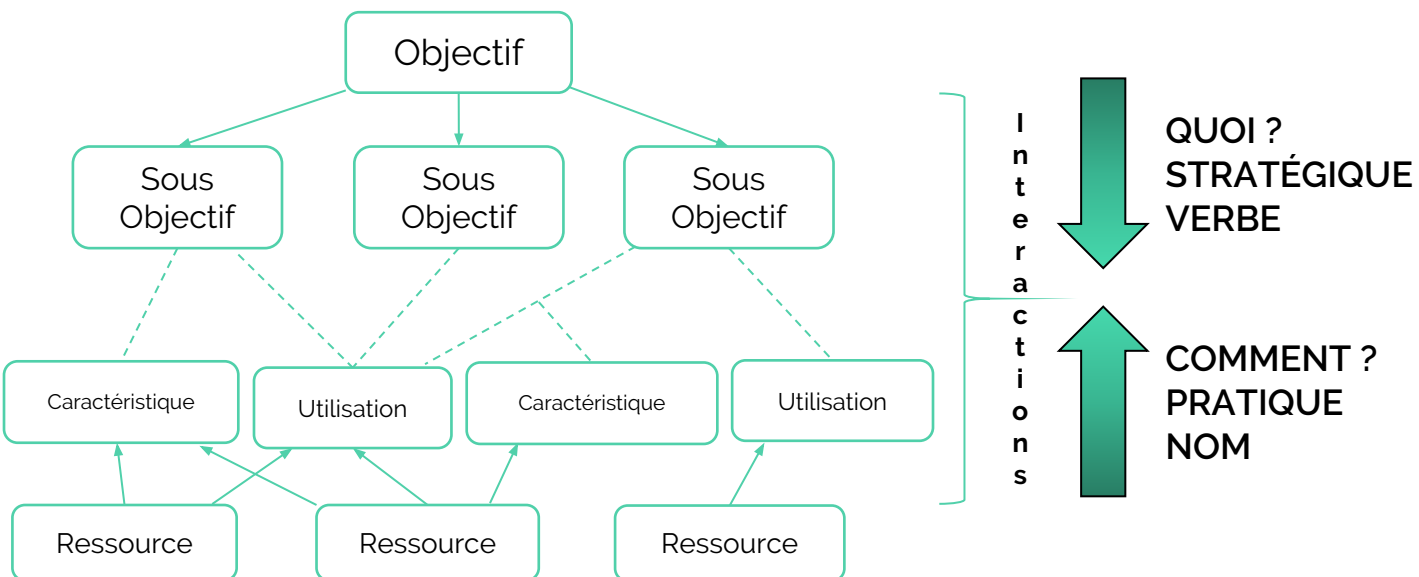 Objectif
Sous
Objectif
Sous
Objectif
Sous
Objectif
Caractéristique
Utilisation
Caractéristique
Utilisation
Ressource
Ressource
Ressource
Interactions
QUOI ?
STRATÉGIQUE
VERBE
COMMENT ?
PRATIQUE
NOM